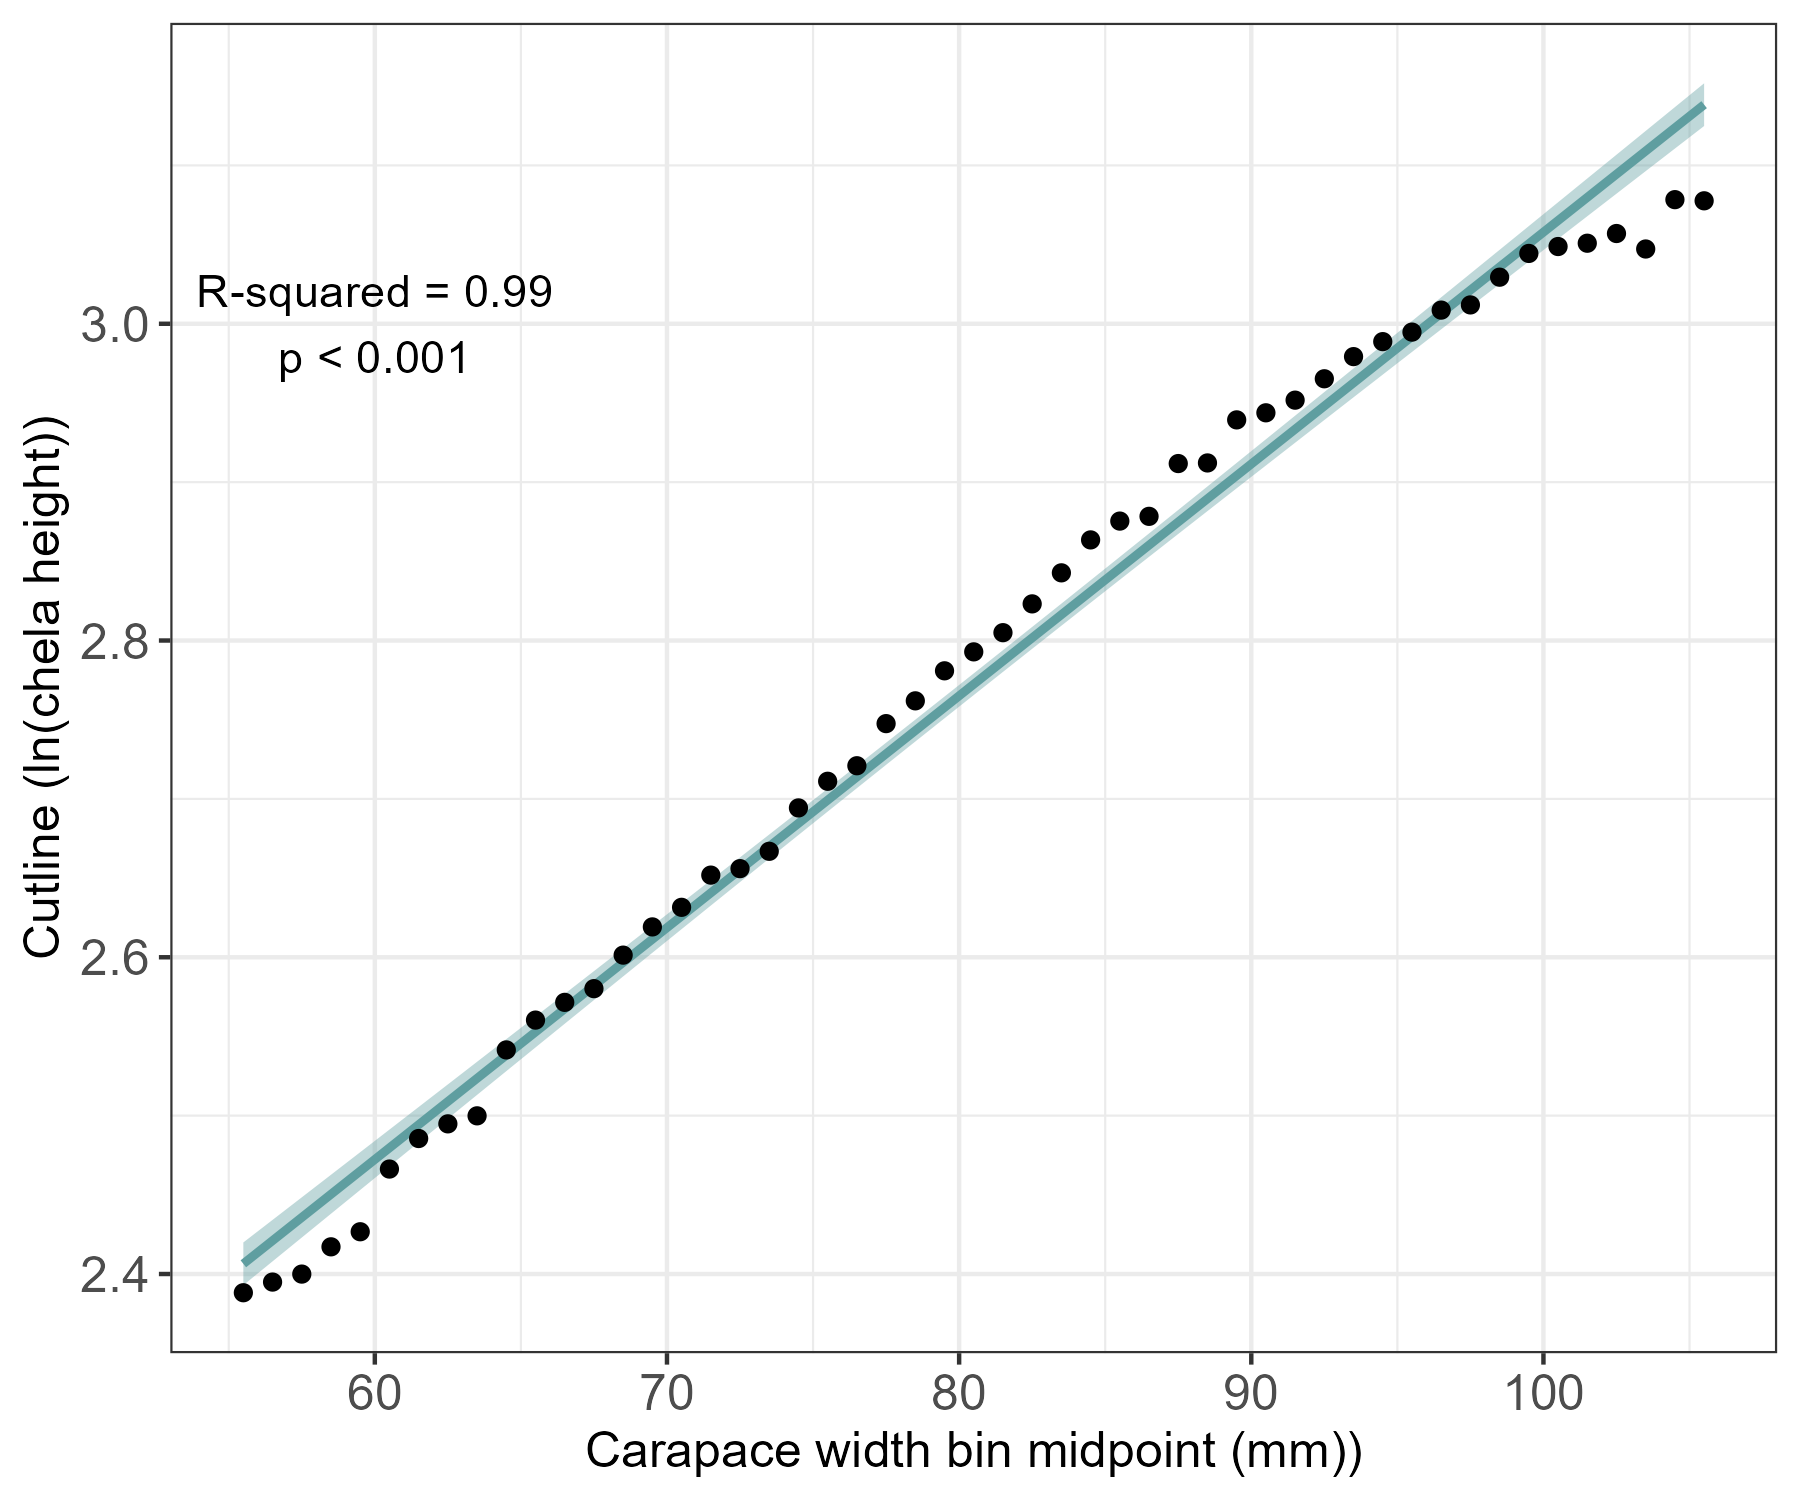 R-squared = 0.99
p < 0.001
Cutline (ln(chela height))
3.0
2.8
2.6
2.4
60 70 80 90 100
Carapace width bin midpoint (mm))